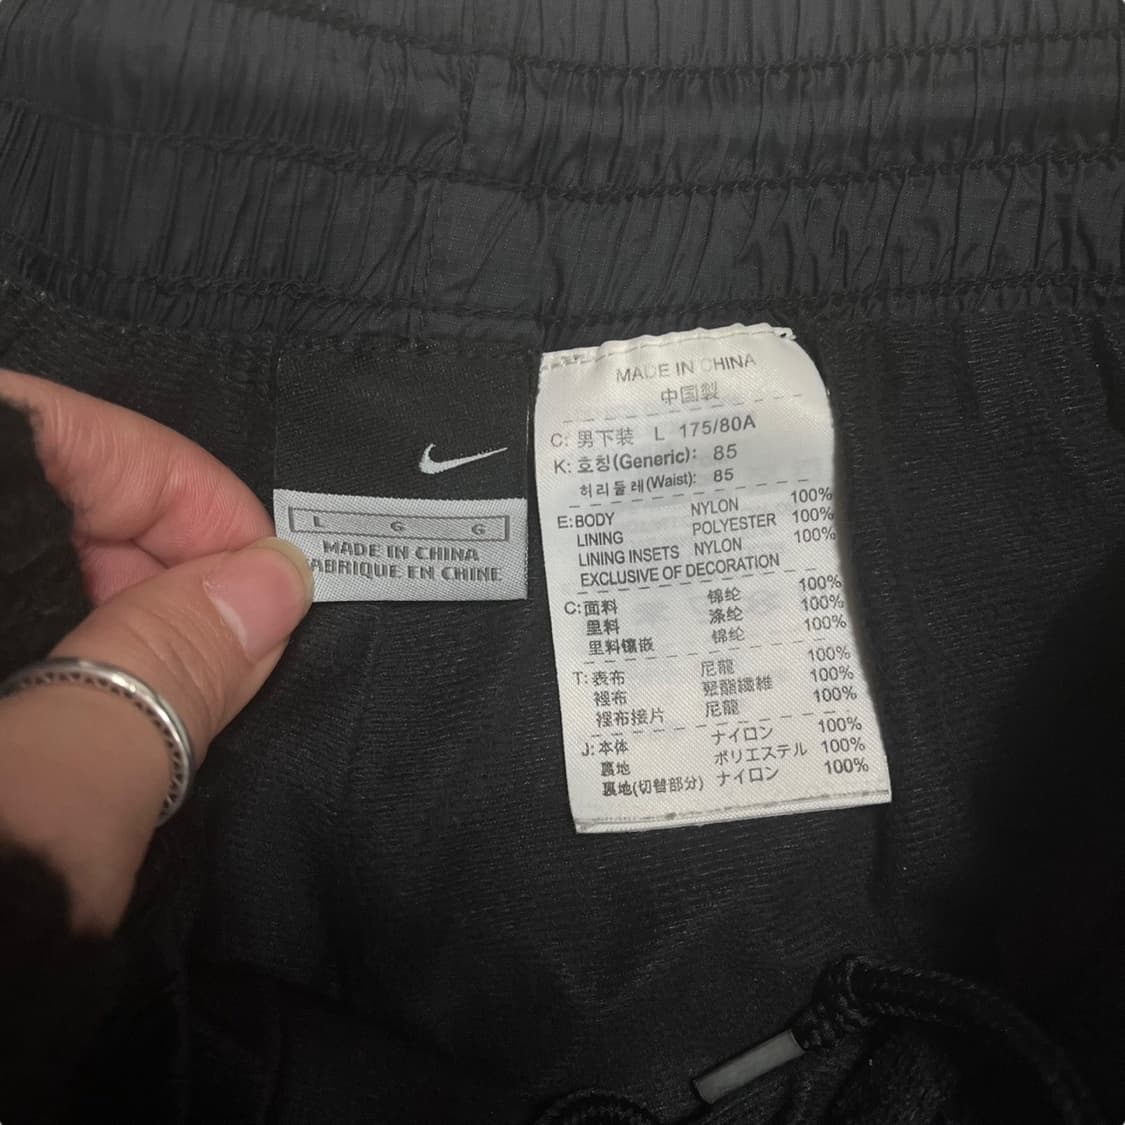 L G G
MADE IN CHINA
FABRIQUE EN CHINE
MADE IN CHINA
中国製
C: 男下装 L 175/80A
K: 호칭(Generic): 85
허리둘레(Waist): 85
E: BODY NYLON 100%
LINING POLYESTER 100%
LINING INSETS NYLON 100%
EXCLUSIVE OF DECORATION
C: 面料 锦纶 100%
里料 涤纶 100%
里料镶嵌 锦纶 100%
T: 表布 尼龍 100%
裡布 聚酯纖維 100%
裡布接片 尼龍 100%
J: 本体 ナイロン 100%
裏地 ポリエステル 100%
裏地(切替部分) ナイロン 100%